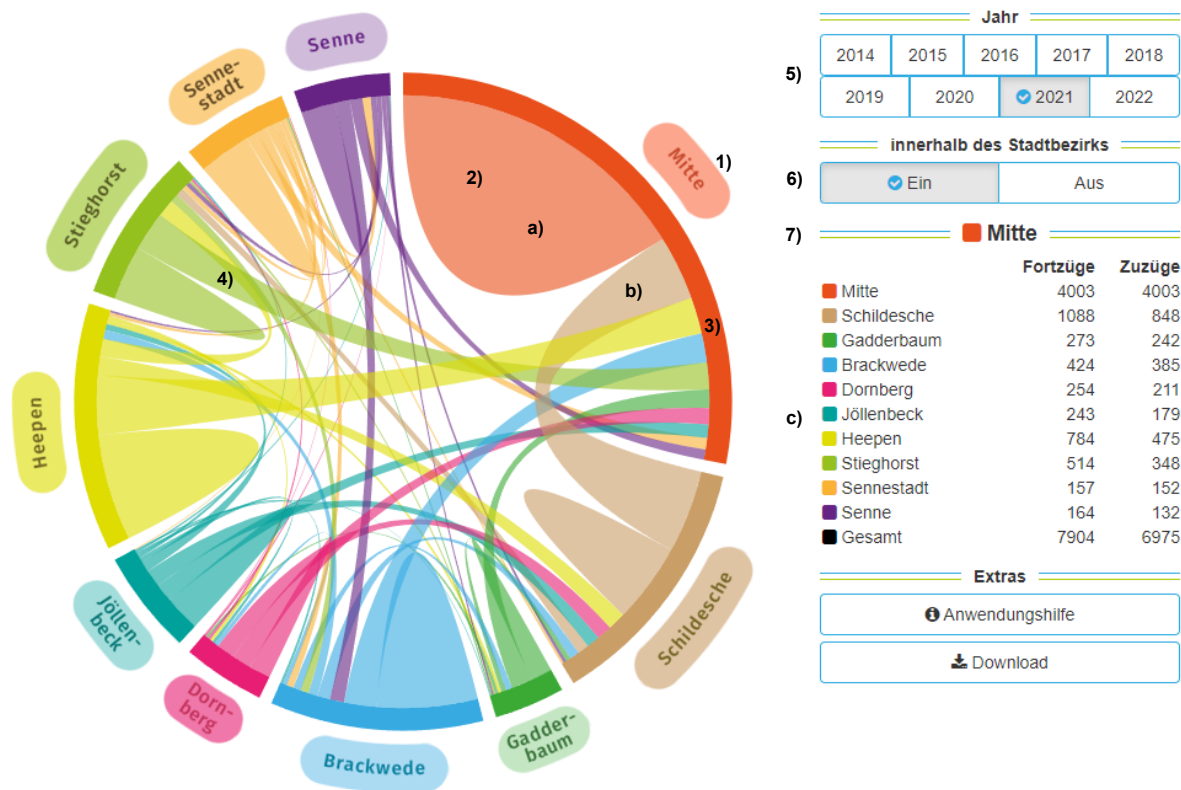 Senne
Senne-
stadt
Stieghorst
Heepen
Jöllen-
beck
Dorn-
berg
Brackwede
Gadder-
baum
Schildesche
Mitte
1)
2)
a)
b)
3)
4)
Jahr
5)
2014 2015 2016 2017 2018
2019 2020 2021 2022
innerhalb des Stadtbezirks
6)
Ein Aus
7)
Mitte
Fortzüge Zuzüge
Mitte 4003 4003
Schildesche 1088 848
Gadderbaum 273 242
Brackwede 424 385
Dornberg 254 211
c)
Jöllenbeck 243 179
Heepen 784 475
Stieghorst 514 348
Sennestadt 157 152
Senne 164 132
Gesamt 7904 6975
Extras
Anwendungshilfe
Download